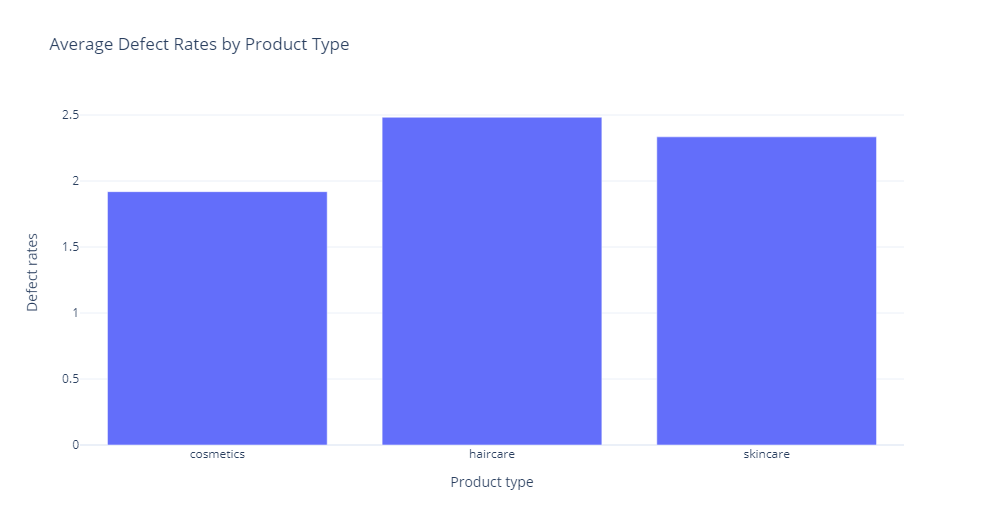 Average Defect Rates by Product Type
2.5
2
1.5
1
0.5
0
Defect rates
cosmetics
haircare
skincare
Product type